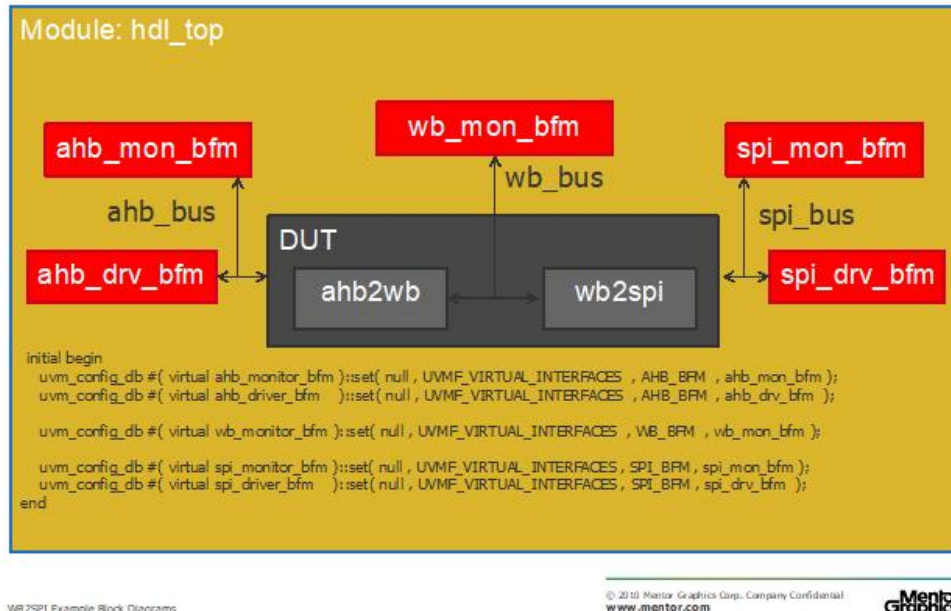 Module: hdl_top
wb_mon_bfm
ahb_mon_bfm
spi_mon_bfm
wb_bus
ahb_bus
spi_bus
DUT
ahb_drv_bfm
ahb2wb
wb2spi
spi_drv_bfm
initial begin
uvm_config_db #( virtual ahb_monitor_bfm )::set( null , UVMF_VIRTUAL_INTERFACES , AHB_BFM , ahb_mon_bfm );
uvm_config_db #( virtual ahb_driver_bfm )::set( null , UVMF_VIRTUAL_INTERFACES , AHB_BFM , ahb_drv_bfm );
uvm_config_db #( virtual wb_monitor_bfm )::set( null , UVMF_VIRTUAL_INTERFACES , WB_BFM , wb_mon_bfm );
uvm_config_db #( virtual spi_monitor_bfm )::set( null , UVMF_VIRTUAL_INTERFACES , SPI_BFM , spi_mon_bfm );
uvm_config_db #( virtual spi_driver_bfm )::set( null , UVMF_VIRTUAL_INTERFACES , SPI_BFM , spi_drv_bfm );
end
WB2SPI Example Block Diagrams
© 2010 Mentor Graphics Corp. Company Confidential
www.mentor.com